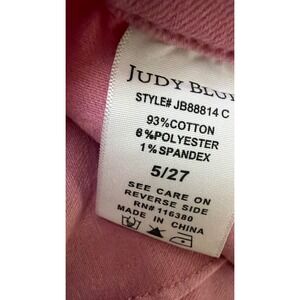 JUDY BLUE
STYLE# JB88814 C
93%COTTON
6%POLYESTER
1%SPANDEX
5/27
SEE CARE ON
REVERSE SIDE
RN# 116380
MADE IN CHINA